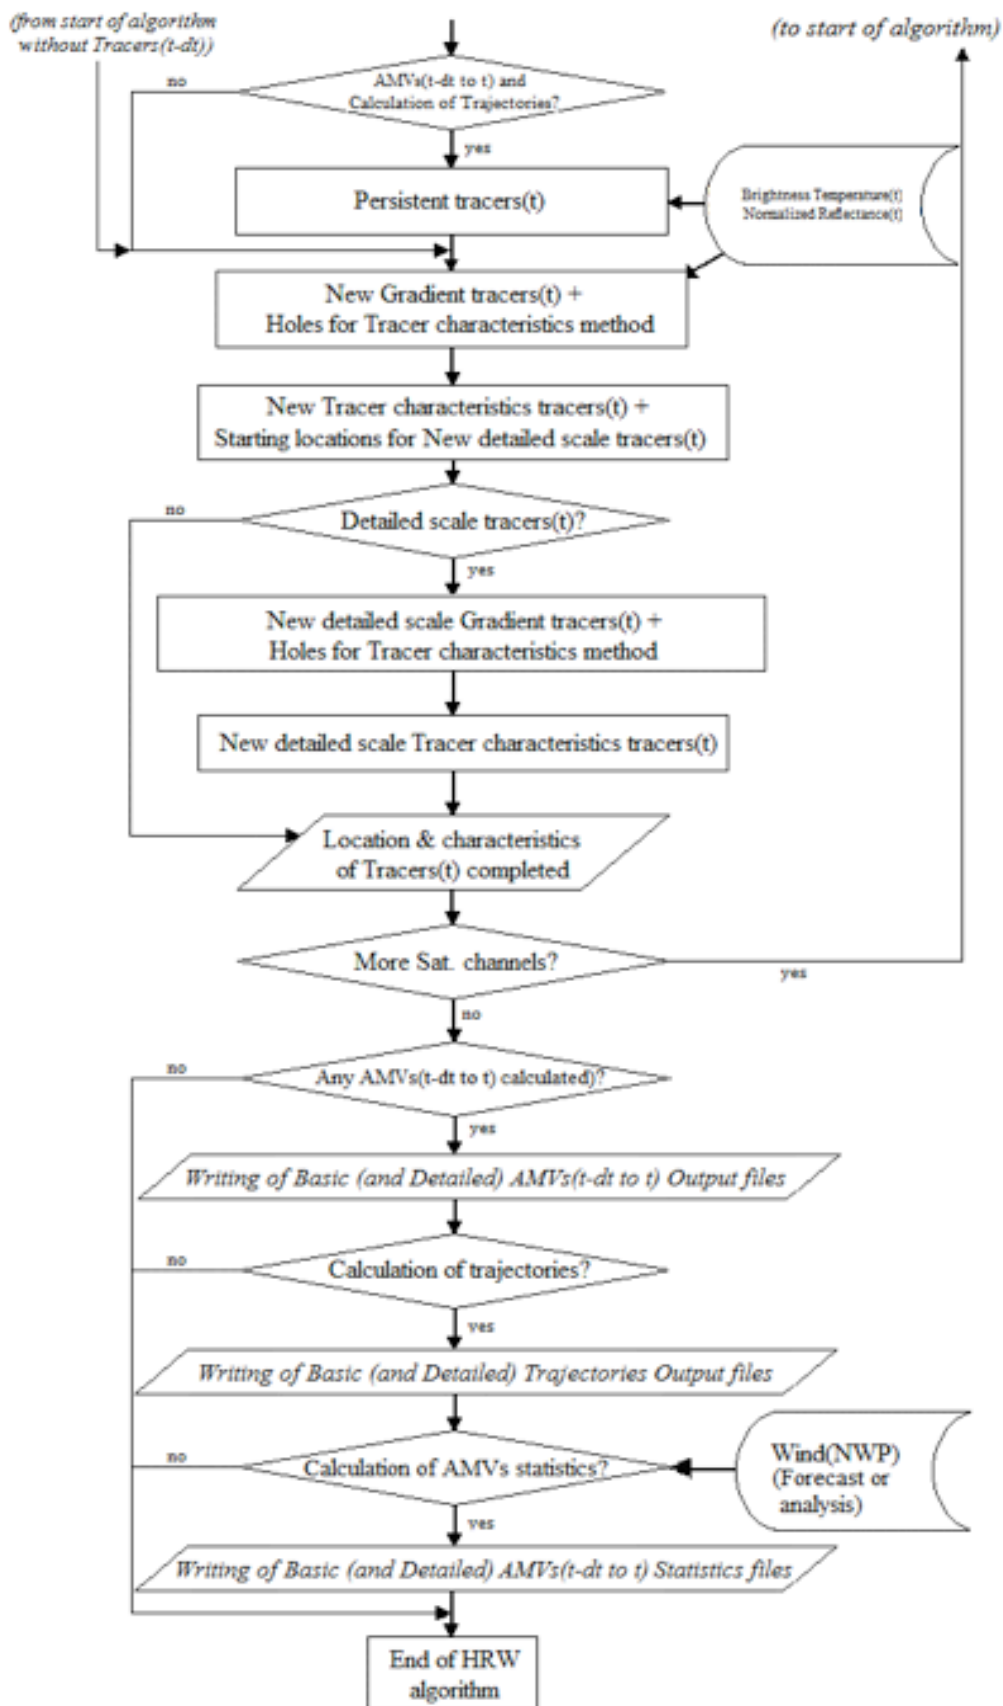 (from start of algorithm
without Tracers(t-dt))
(to start of algorithm)
no
AMVs(t-dt to t) and
Calculation of Trajectories?
yes
Persistent tracers(t)
Brightness Temperature(t)
Normalized Reflectance(t)
New Gradient tracers(t) +
Holes for Tracer characteristics method
New Tracer characteristics tracers(t) +
Starting locations for New detailed scale tracers(t)
no
Detailed scale tracers(t)?
yes
New detailed scale Gradient tracers(t) +
Holes for Tracer characteristics method
New detailed scale Tracer characteristics tracers(t)
Location & characteristics
of Tracers(t) completed
More Sat. channels?
yes
no
no
Any AMVs(t-dt to t) calculated)?
yes
Writing of Basic (and Detailed) AMVs(t-dt to t) Output files
no
Calculation of trajectories?
yes
Writing of Basic (and Detailed) Trajectories Output files
no
Calculation of AMVs statistics?
Wind(NWP)
(Forecast or
analysis)
yes
Writing of Basic (and Detailed) AMVs(t-dt to t) Statistics files
End of HRW
algorithm